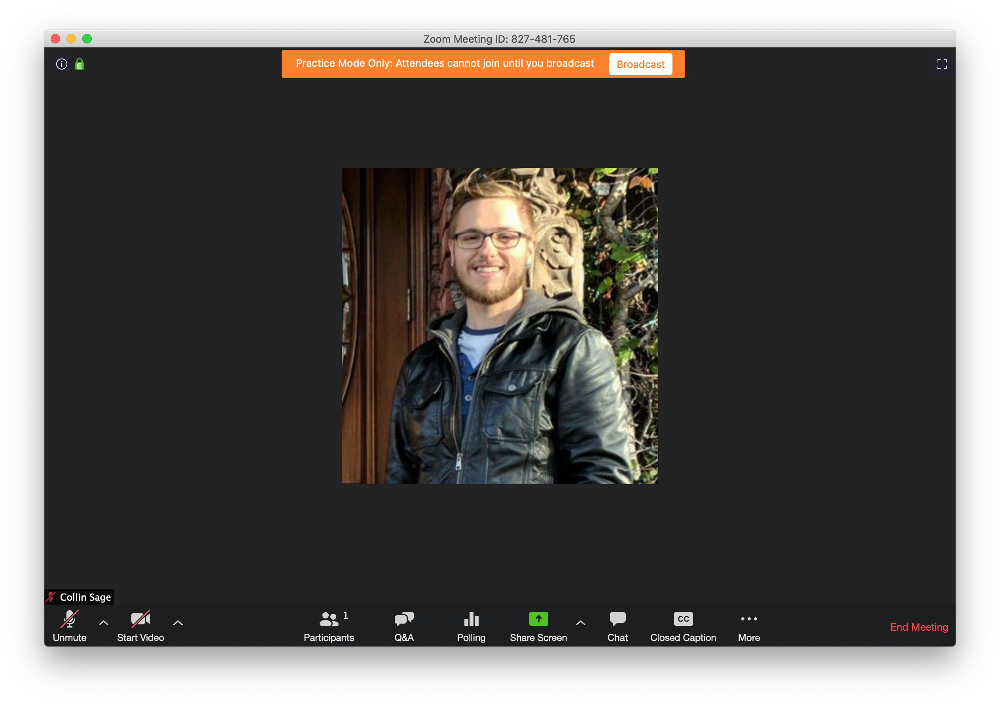 Zoom Meeting ID: 827-481-765
E
Practice Mode Only: Attendees cannot join until you broadcast
Broadcast
Collin Sage
1
CC
Unmute
Start Video
Participants
Q&A
Polling
Share Screen
Chat
Closed Caption
More
End Meeting